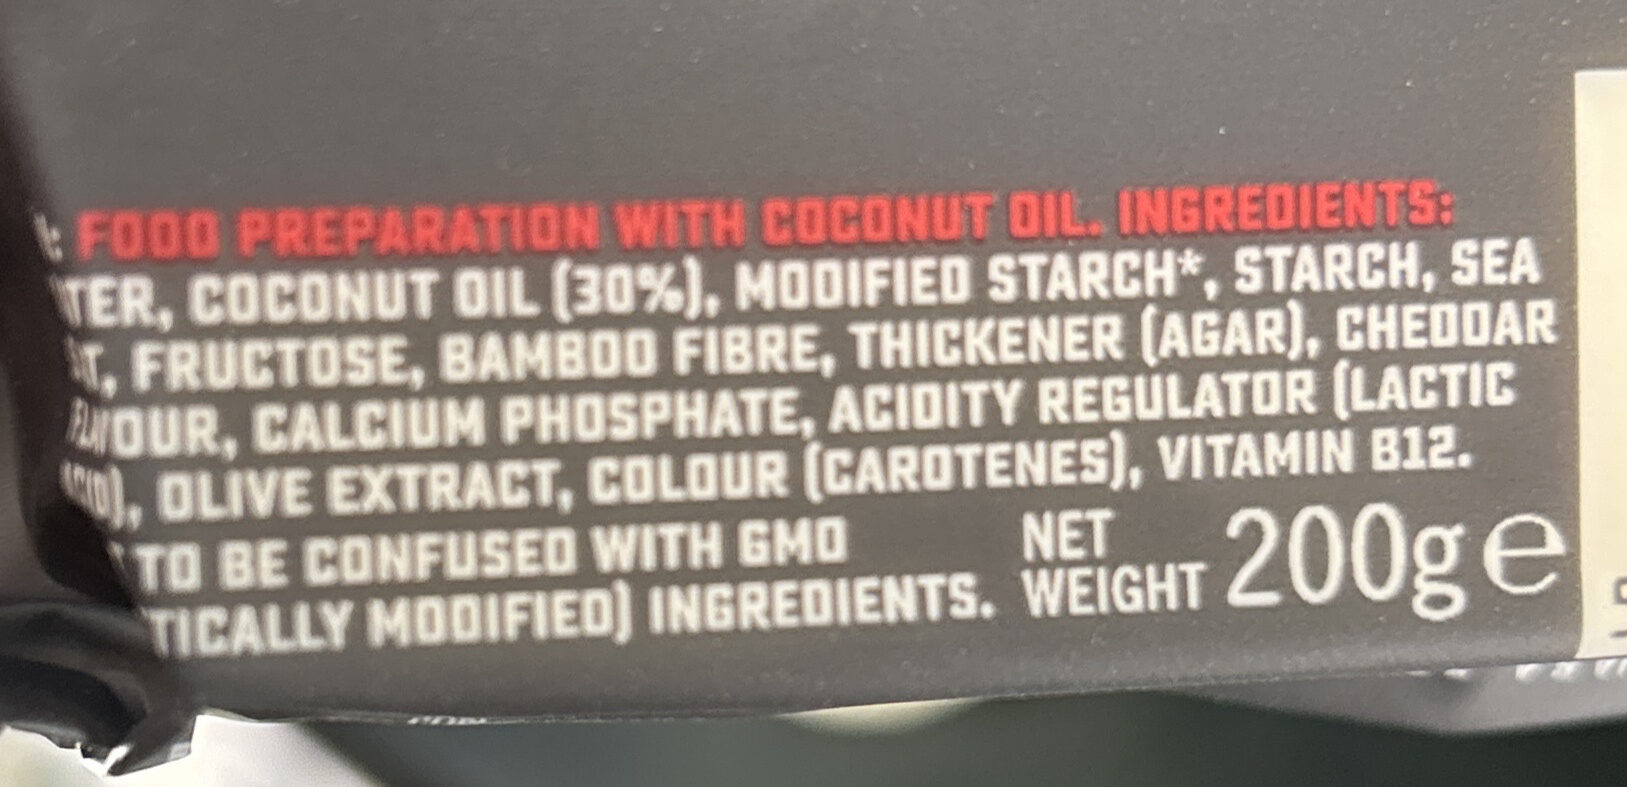 : FOOD PREPARATION WITH COCONUT OIL. INGREDIENTS:
TER, COCONUT OIL (30%), MODIFIED STARCH*, STARCH, SEA
T, FRUCTOSE, BAMBOO FIBRE, THICKENER (AGAR), CHEDDAR
FLAVOUR, CALCIUM PHOSPHATE, ACIDITY REGULATOR (LACTIC
ACID), OLIVE EXTRACT, COLOUR (CAROTENES), VITAMIN B12.
TO BE CONFUSED WITH GMO
TICALLY MODIFIED) INGREDIENTS.
NET
WEIGHT 200g e